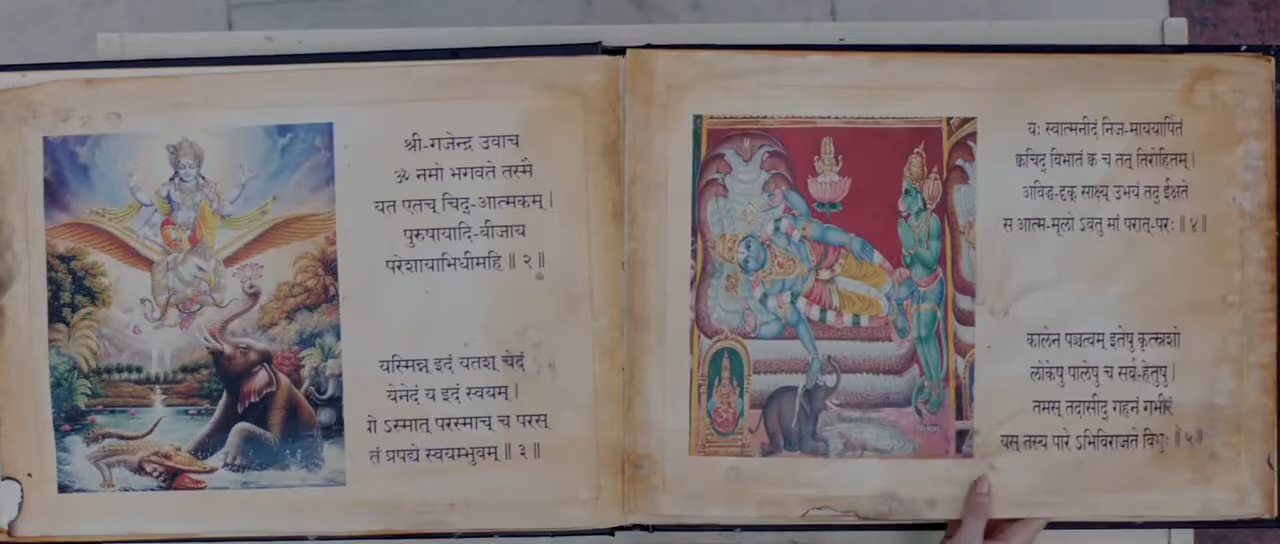 श्री-गजेन्द्र उवाच
ॐ नमो भगवते तस्मै
यत एतच् चिद्-आत्मकम् |
पुरुषायादि-बीजाय
परेशायाभिधीमहि ॥ २ ॥
यस्मिन्न् इदं यतश् चेदं
येनेदं य इदं स्वयम् |
ऽस्मात् परस्माच् च परस्
तं प्रपद्ये स्वयम्भुवम् ॥ ३ ॥
यः स्वात्मनीदं निज-माययार्पितं
क्वचिद् विभातं क्व च तत् तिरोहितम् |
अविद्ध-दृक् साक्ष्य् उभयं तद् ईक्षते
स आत्म-मूलो ऽवतु मां परात्-परः ॥ ४ ॥
कालेन पञ्चत्वम् इतेषु कृत्स्नशो
लोकेषु पालेषु च सर्व-हेतुषु |
तमस् तदासीद् गहनं गभीरं
यस् तस्य पारे ऽभिविराजते विभुः ॥ ५ ॥